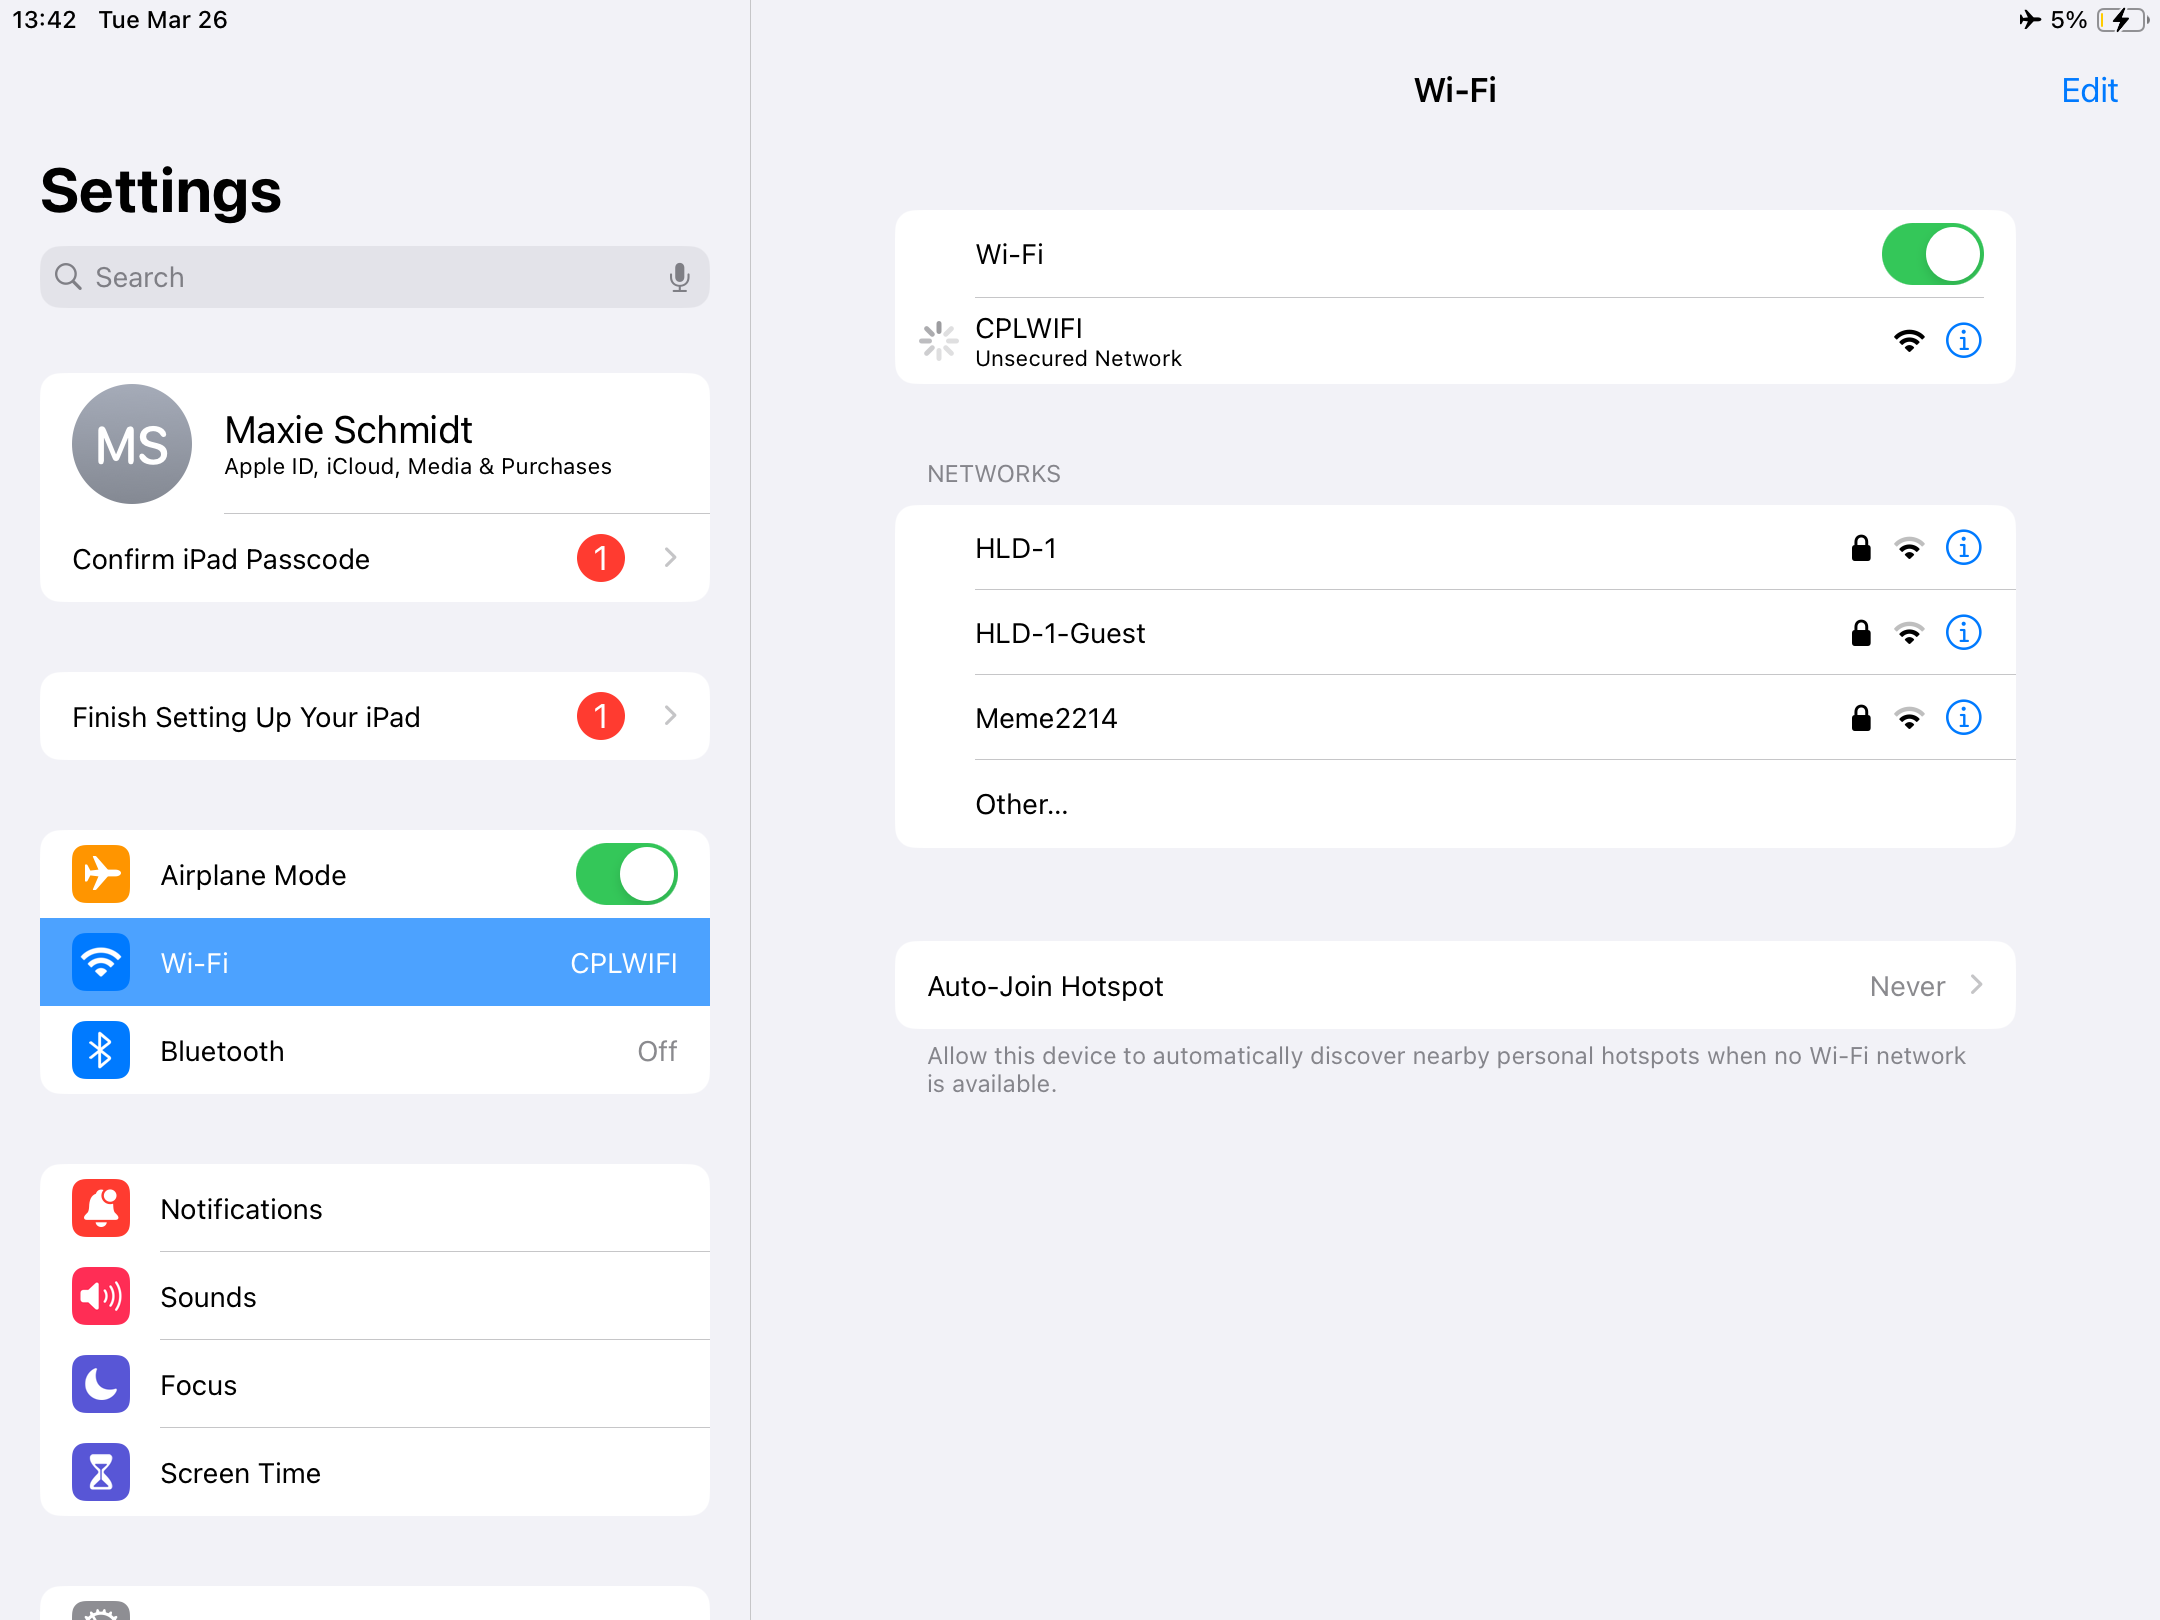 13:42 Tue Mar 26
5%
Settings
Search
MS
Maxie Schmidt
Apple ID, iCloud, Media & Purchases
Confirm iPad Passcode 1
Finish Setting Up Your iPad 1
Airplane Mode
Wi-Fi CPLWIFI
Bluetooth Off
Notifications
Sounds
Focus
Screen Time
Wi-Fi
Edit
Wi-Fi
CPLWIFI
Unsecured Network
NETWORKS
HLD-1
HLD-1-Guest
Meme2214
Other...
Auto-Join Hotspot Never
Allow this device to automatically discover nearby personal hotspots when no Wi-Fi network
is available.